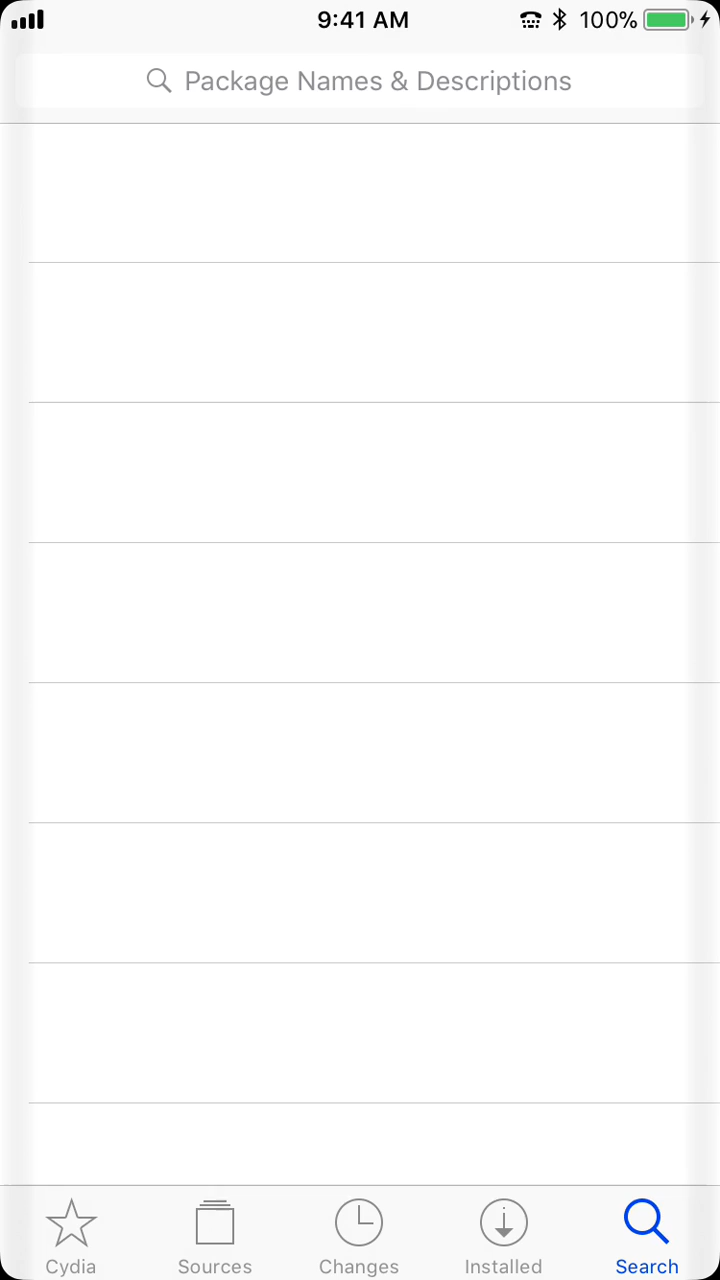 9:41 AM 100%
Package Names & Descriptions
Cydia Sources Changes Installed Search